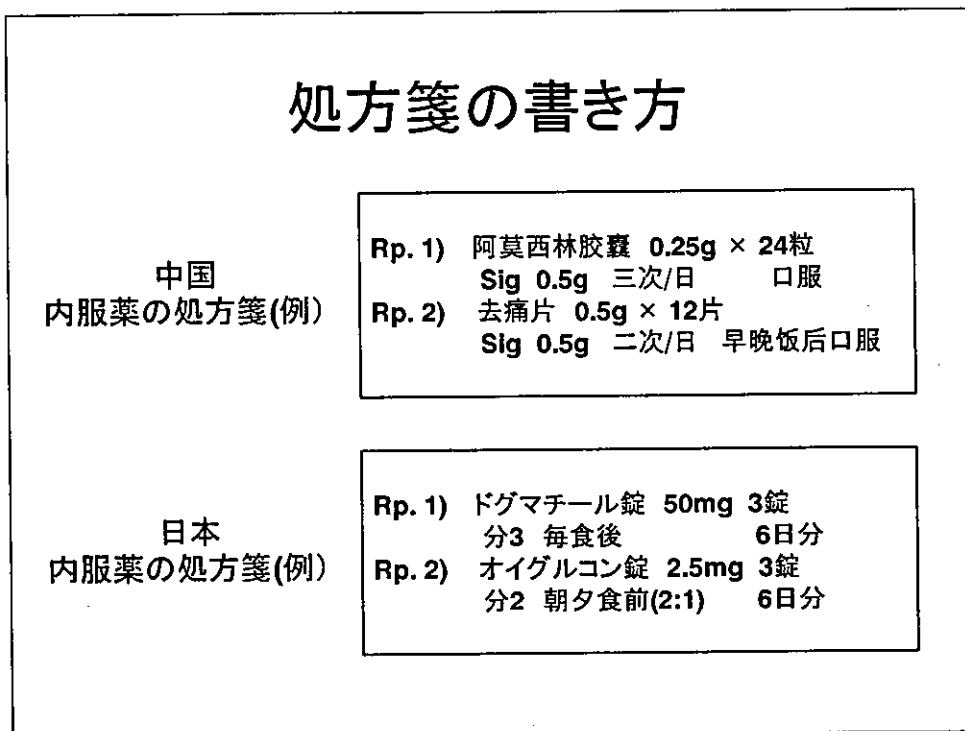 処方箋の書き方
中国
内服薬の処方箋(例)
Rp. 1) 阿莫西林胶囊 0.25g × 24粒
Sig 0.5g 三次/日 口服
Rp. 2) 去痛片 0.5g × 12片
Sig 0.5g 二次/日 早晚饭后口服
日本
内服薬の処方箋(例)
Rp. 1) ドグマチール錠 50mg 3錠
分3 毎食後 6日分
Rp. 2) オイグルコン錠 2.5mg 3錠
分2 朝夕食前(2:1) 6日分